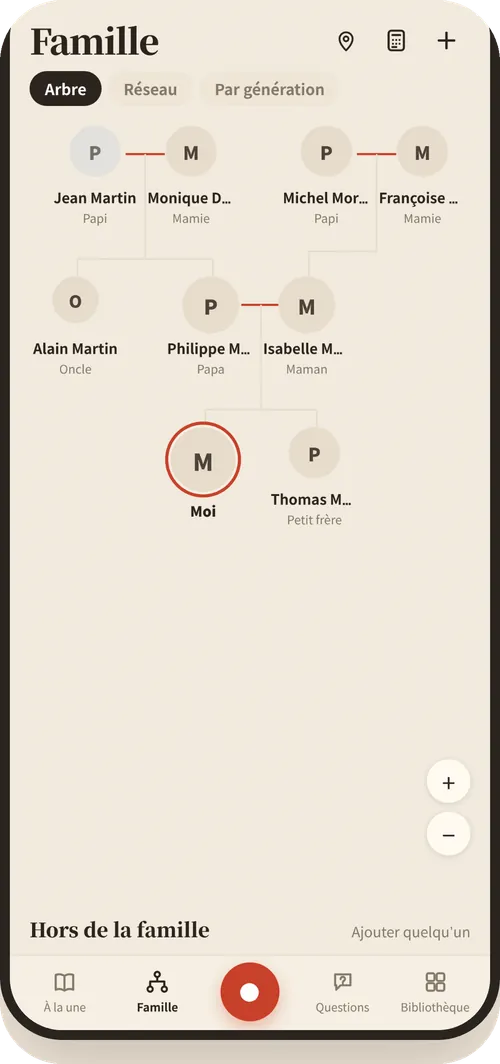 Famille
Arbre Réseau Par génération
P M P M
Jean Martin Monique D... Michel Mor... Françoise ...
Papi Mamie Papi Mamie
O P M
Alain Martin Philippe M... Isabelle M...
Oncle Papa Maman
M P
Moi Thomas M...
Petit frère
+
−
Hors de la famille Ajouter quelqu'un
À la une Famille Questions Bibliothèque